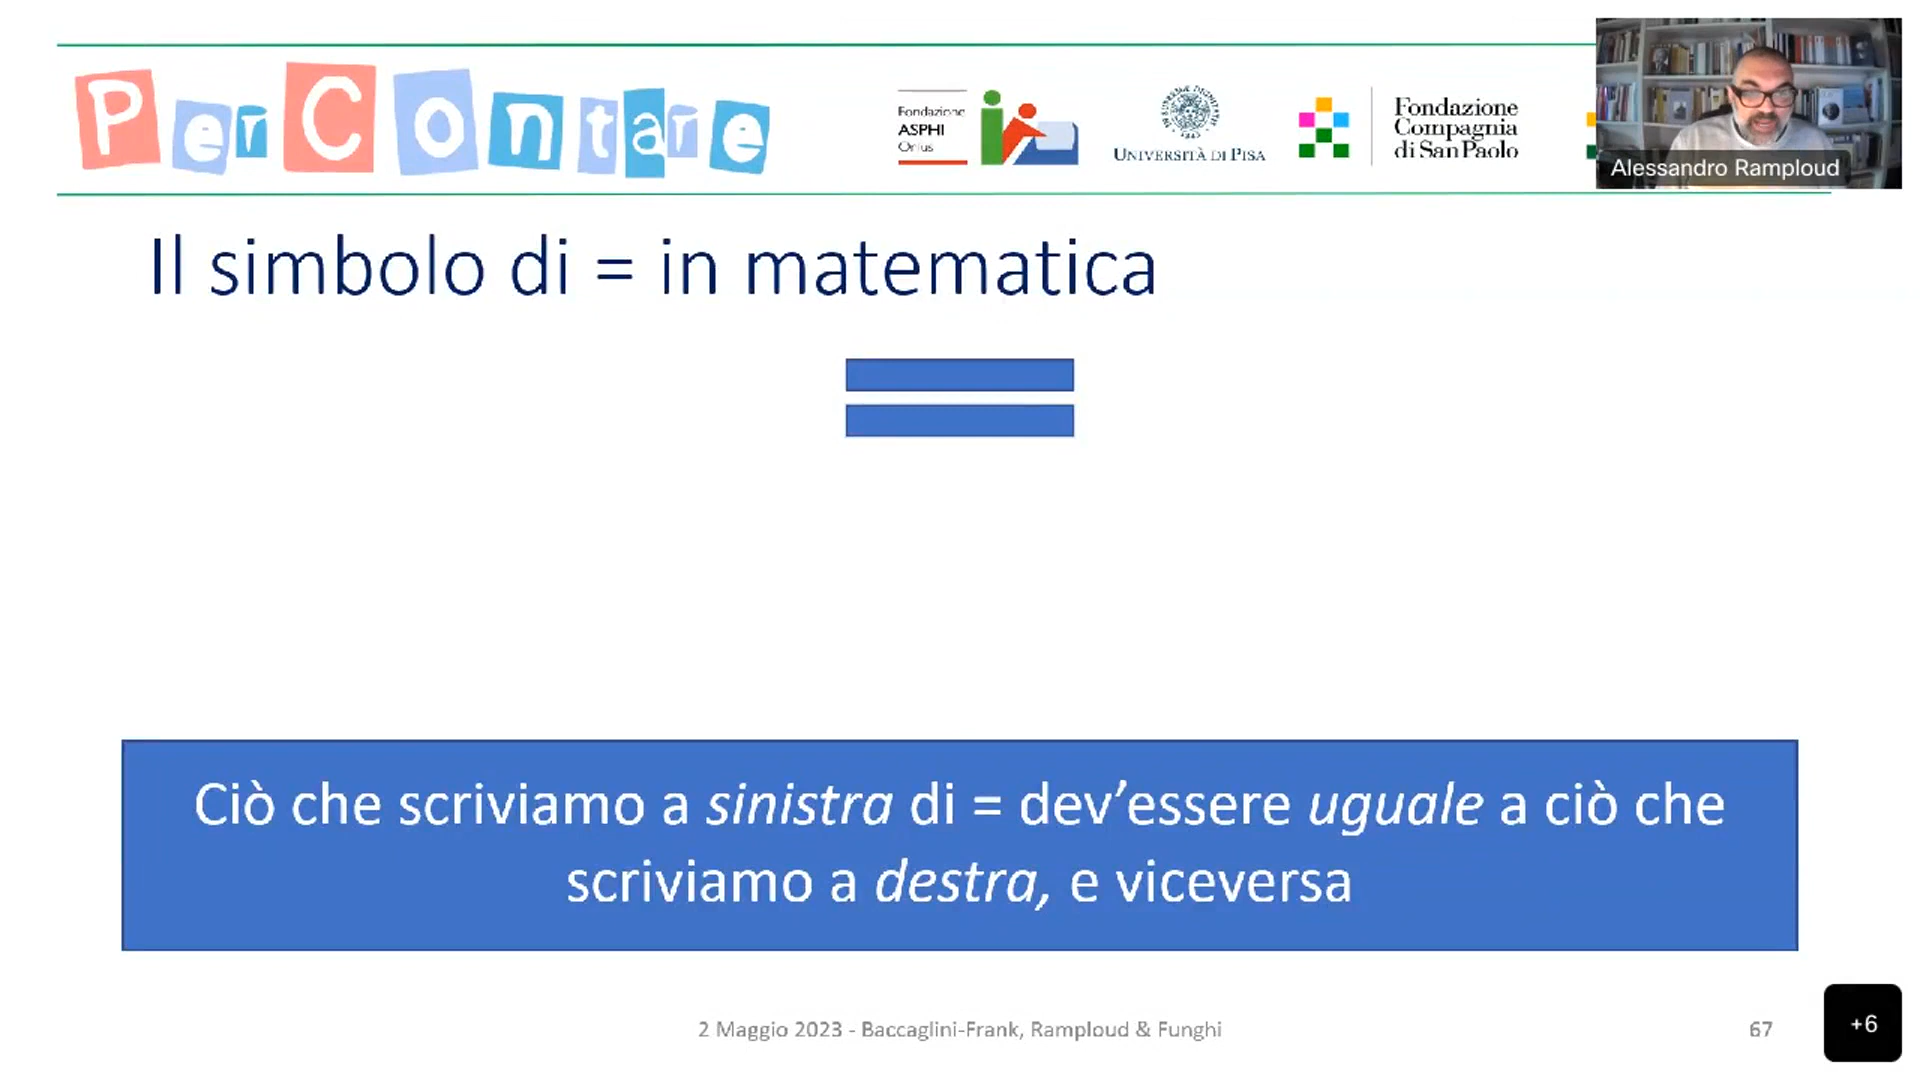 PerContare
Fondazione
ASPHI
Onlus
UNIVERSITÀ DI PISA
Fondazione
Compagnia
di San Paolo
Alessandro Ramploud
Il simbolo di = in matematica
=
Ciò che scriviamo a sinistra di = dev'essere uguale a ciò che
scriviamo a destra, e viceversa
2 Maggio 2023 - Baccaglini-Frank, Ramploud & Funghi
67
+6